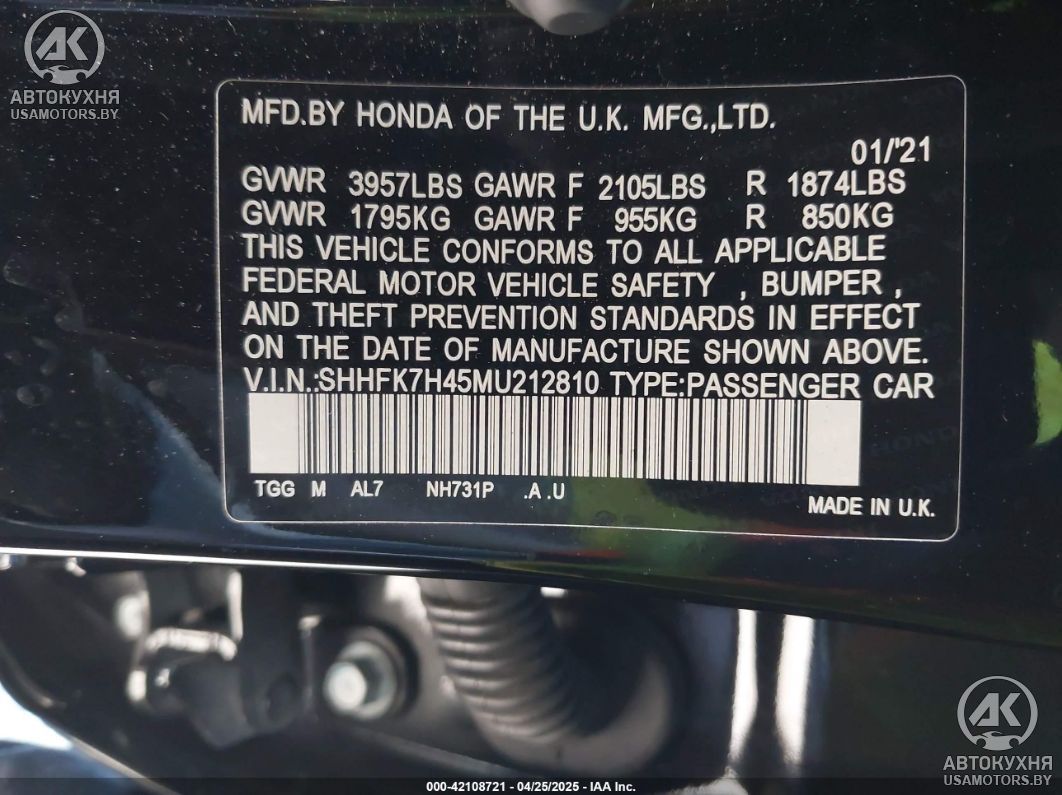 АВТОКУХНЯ
USAMOTORS.BY
MFD.BY HONDA OF THE U.K. MFG.,LTD.
01/'21
GVWR 3957LBS GAWR F 2105LBS R 1874LBS
GVWR 1795KG GAWR F 955KG R 850KG
THIS VEHICLE CONFORMS TO ALL APPLICABLE
FEDERAL MOTOR VEHICLE SAFETY , BUMPER ,
AND THEFT PREVENTION STANDARDS IN EFFECT
ON THE DATE OF MANUFACTURE SHOWN ABOVE.
V.I.N.:SHHFK7H45MU212810 TYPE:PASSENGER CAR
TGG M AL7 NH731P .A .U
MADE IN U.K.
АК
АВТОКУХНЯ
USAMOTORS.BY
000-42108721 - 04/25/2025 - IAA Inc.